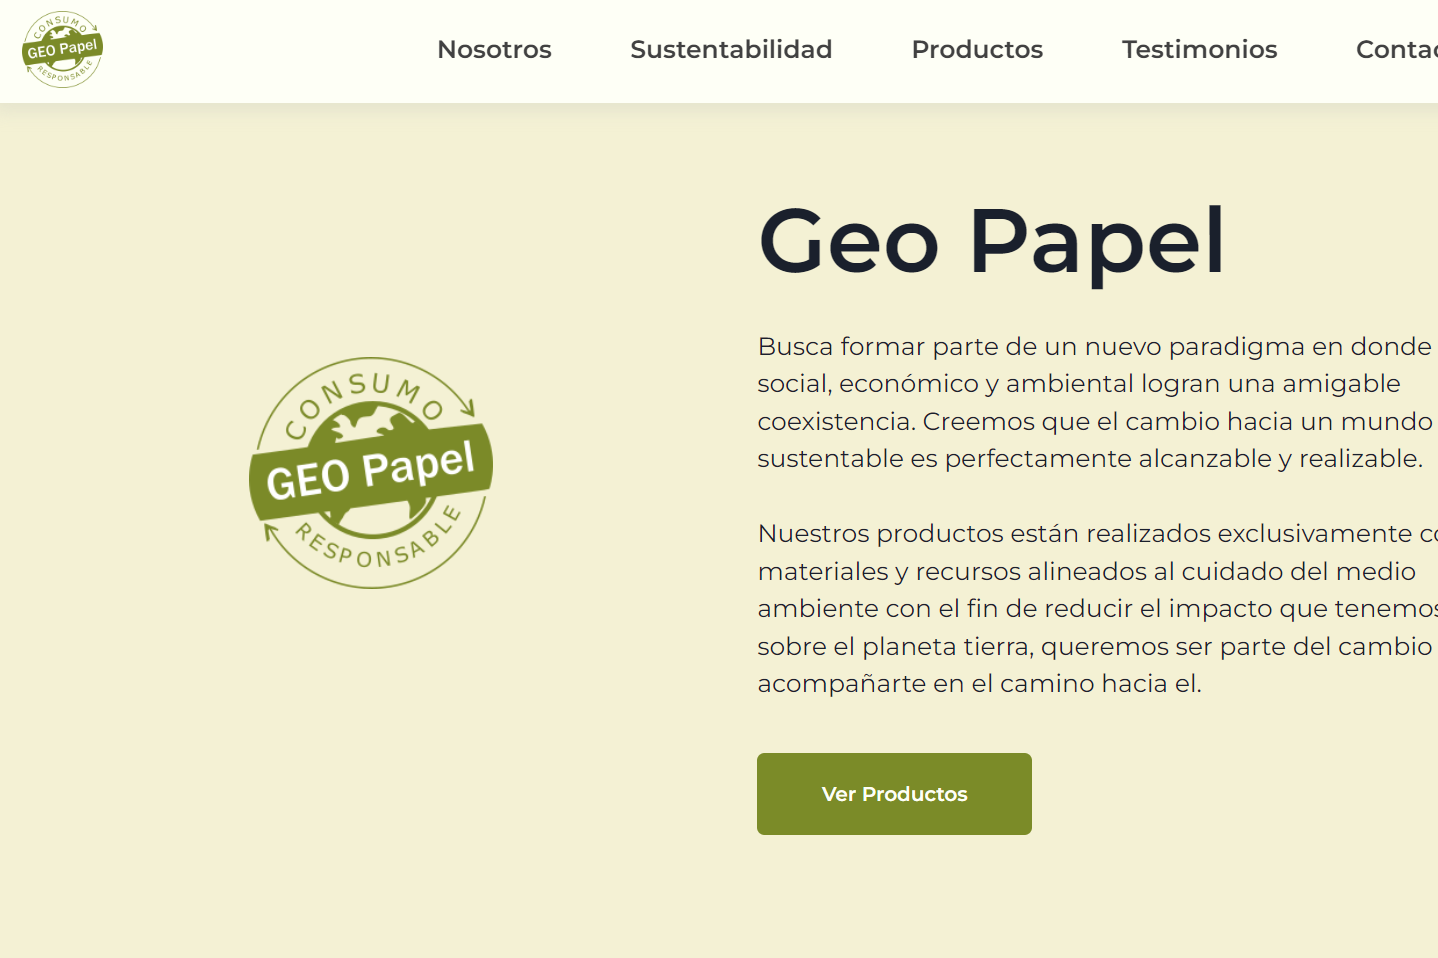 CONSUMO
GEO Papel
RESPONSABLE
Nosotros Sustentabilidad Productos Testimonios
Geo Papel
Busca formar parte de un nuevo paradigma en donde
social, económico y ambiental logran una amigable
coexistencia. Creemos que el cambio hacia un mundo
sustentable es perfectamente alcanzable y realizable.
Nuestros productos están realizados exclusivamente
materiales y recursos alineados al cuidado del medio
ambiente con el fin de reducir el impacto que tenemos
sobre el planeta tierra, queremos ser parte del cambio
acompañarte en el camino hacia el.
CONSUMO
GEO Papel
RESPONSABLE
Ver Productos